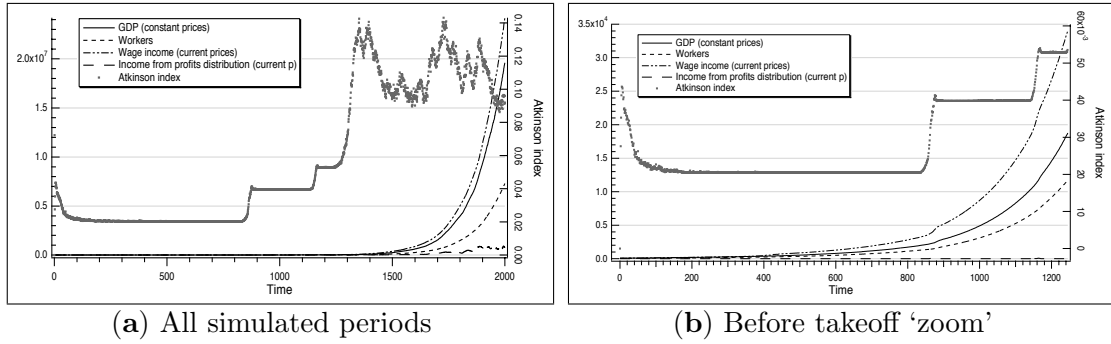 GDP (constant prices)
Workers
Wage income (current prices)
Income from profits distribution (current p)
Atkinson index
2.0x10^7
1.5
1.0
0.5
0.0
0.14
0.12
0.10
0.08
0.06
0.04
0.02
0.00
Atkinson index
0 500 1000 1500 2000
Time
(a) All simulated periods
GDP (constant prices)
Workers
Wage income (current prices)
Income from profits distribution (current p)
Atkinson index
3.5x10^4
3.0
2.5
2.0
1.5
1.0
0.5
0.0
60x10^-3
50
40
30
20
10
0
Atkinson index
0 200 400 600 800 1000 1200
Time
(b) Before takeoff ‘zoom’